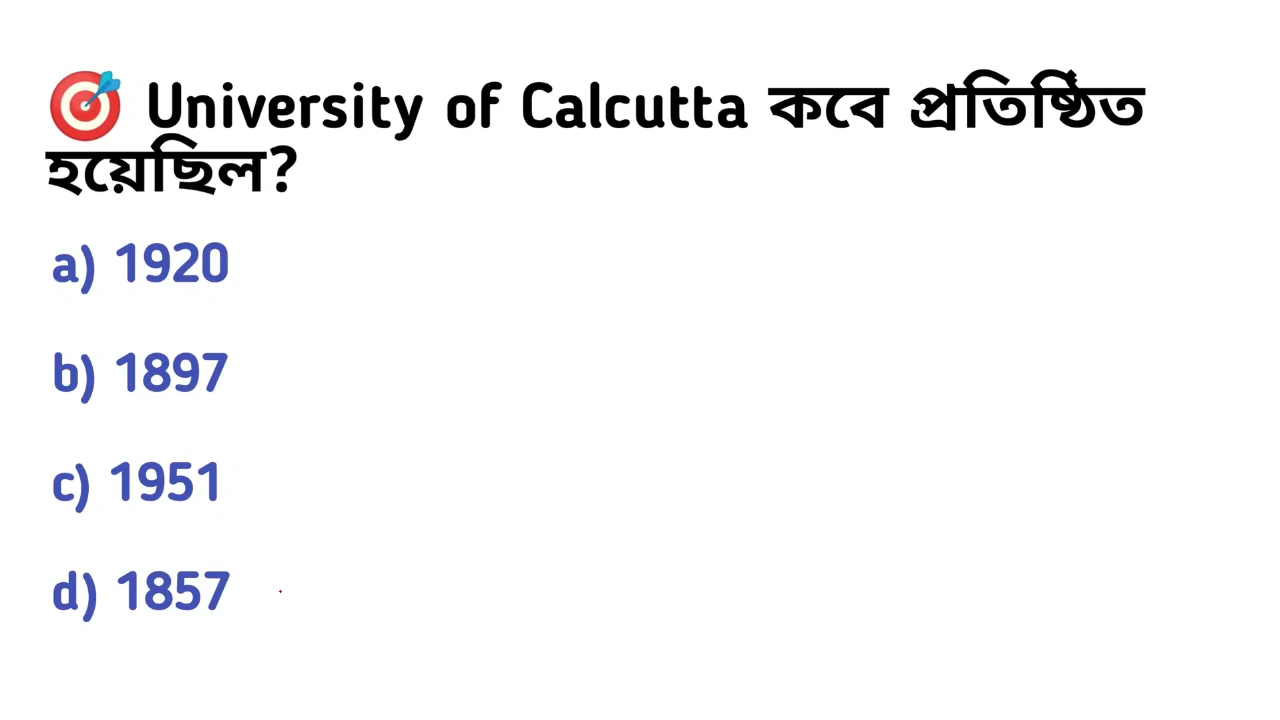 🎯 University of Calcutta কবে প্রতিষ্ঠিত
হয়েছিল?
a) 1920
b) 1897
c) 1951
d) 1857